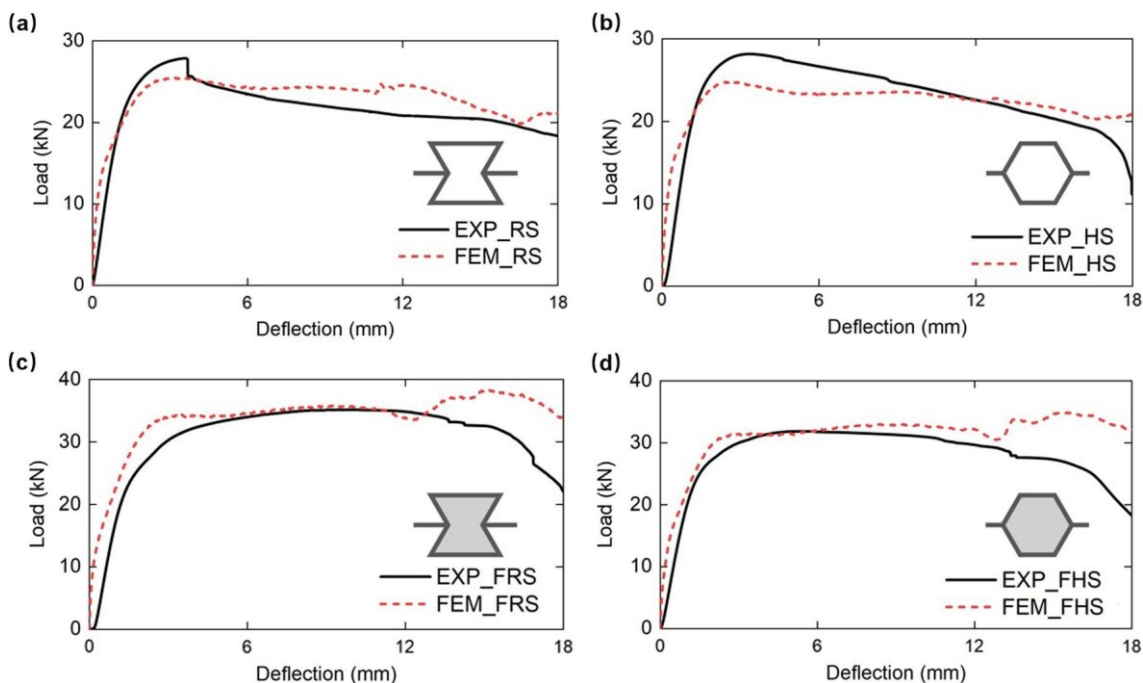 (a)
30
20
10
0
Load (kN)
EXP_RS
FEM_RS
0 6 12 18
Deflection (mm)
(b)
30
20
10
0
Load (kN)
EXP_HS
FEM_HS
0 6 12 18
Deflection (mm)
(c)
40
30
20
10
0
Load (kN)
EXP_FRS
FEM_FRS
0 6 12 18
Deflection (mm)
(d)
40
30
20
10
0
Load (kN)
EXP_FHS
FEM_FHS
0 6 12 18
Deflection (mm)